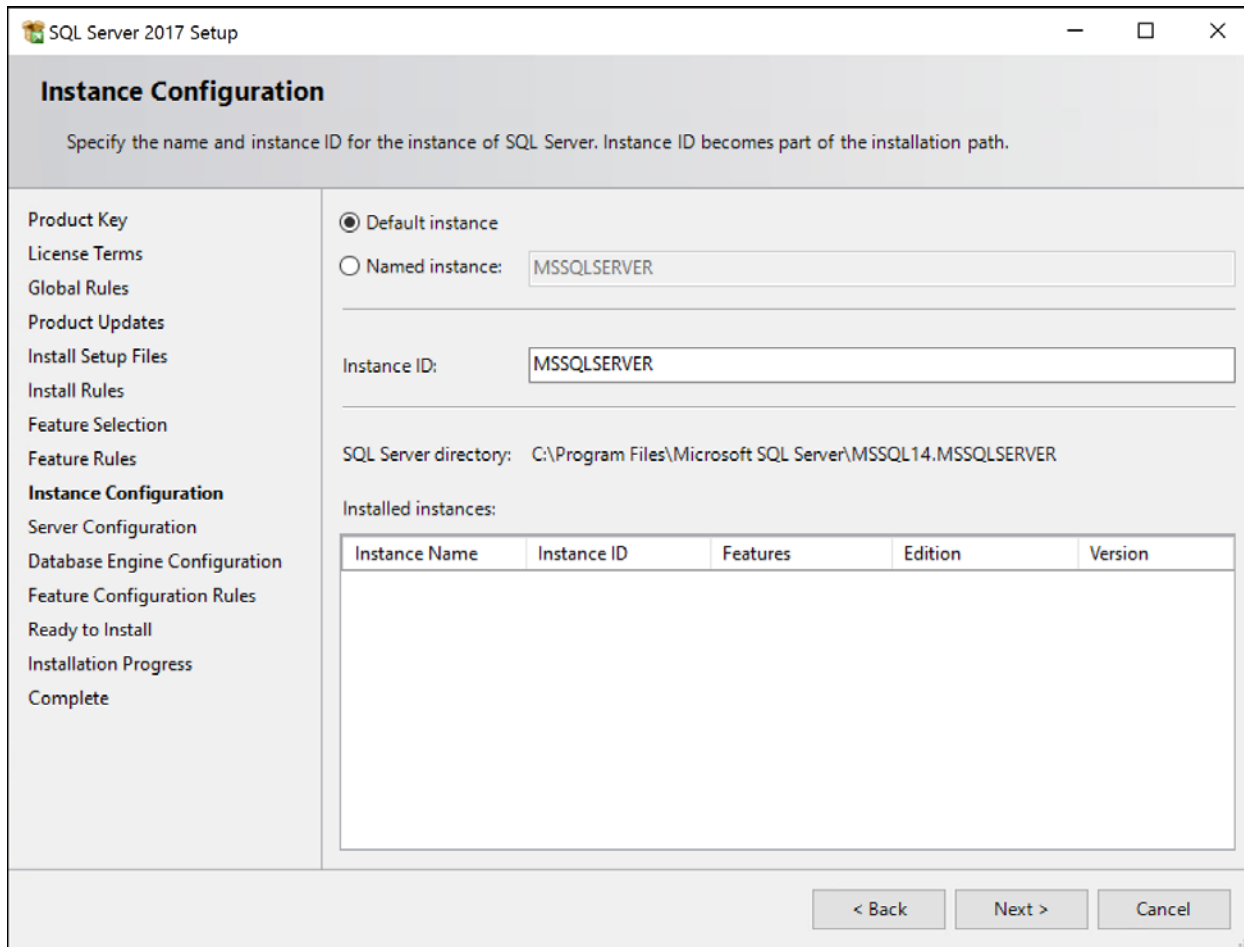 SQL Server 2017 Setup
Instance Configuration
Specify the name and instance ID for the instance of SQL Server. Instance ID becomes part of the installation path.
Product Key
License Terms
Global Rules
Product Updates
Install Setup Files
Install Rules
Feature Selection
Feature Rules
Instance Configuration
Server Configuration
Database Engine Configuration
Feature Configuration Rules
Ready to Install
Installation Progress
Complete
Default instance
Named instance: MSSQLSERVER
Instance ID: MSSQLSERVER
SQL Server directory: C:\Program Files\Microsoft SQL Server\MSSQL14.MSSQLSERVER
Installed instances:
Instance Name Instance ID Features Edition Version
< Back Next > Cancel